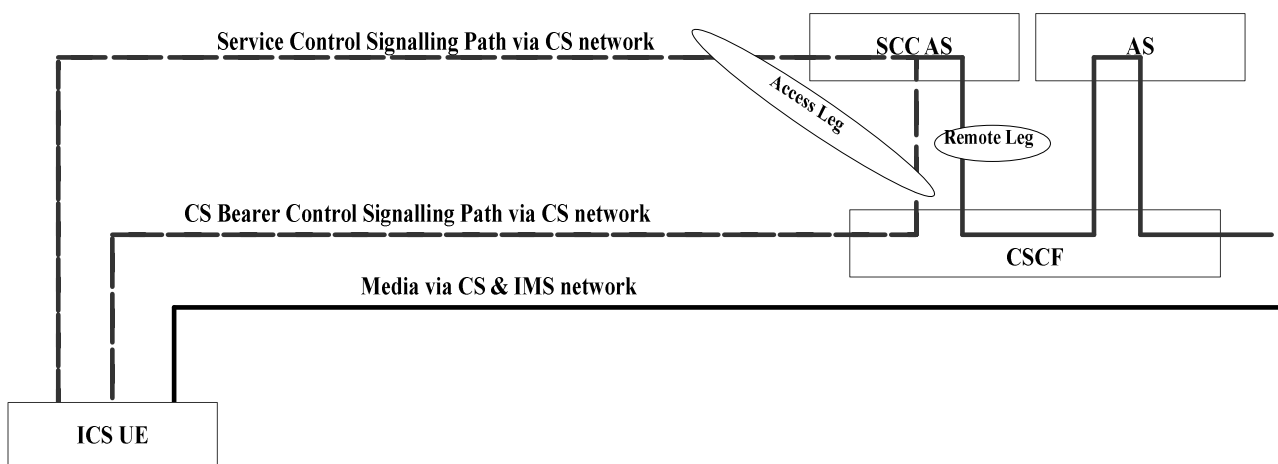 Service Control Signalling Path via CS network
SCC AS
AS
Access Leg
Remote Leg
CS Bearer Control Signalling Path via CS network
CSCF
Media via CS & IMS network
ICS UE